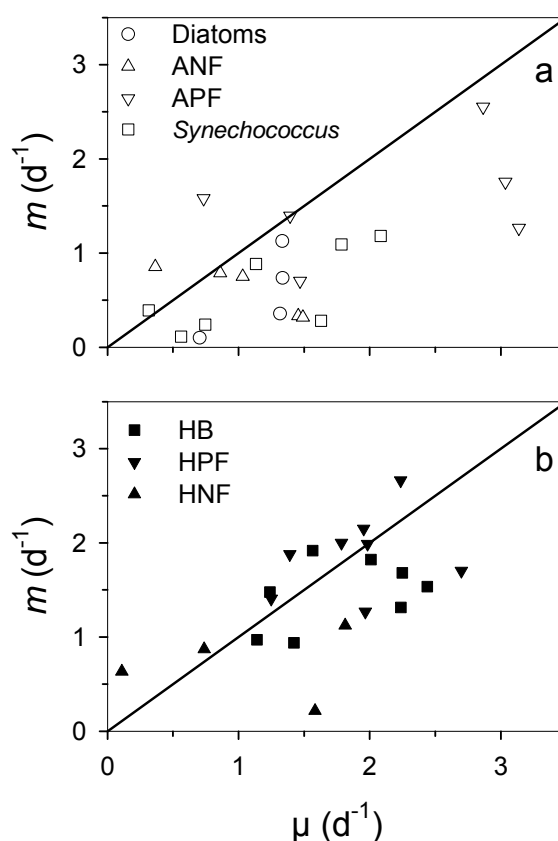 a
Diatoms
ANF
APF
Synechococcus
m (d⁻¹)
3
2
1
0
b
HB
HPF
HNF
m (d⁻¹)
3
2
1
0
0 1 2 3
μ (d⁻¹)